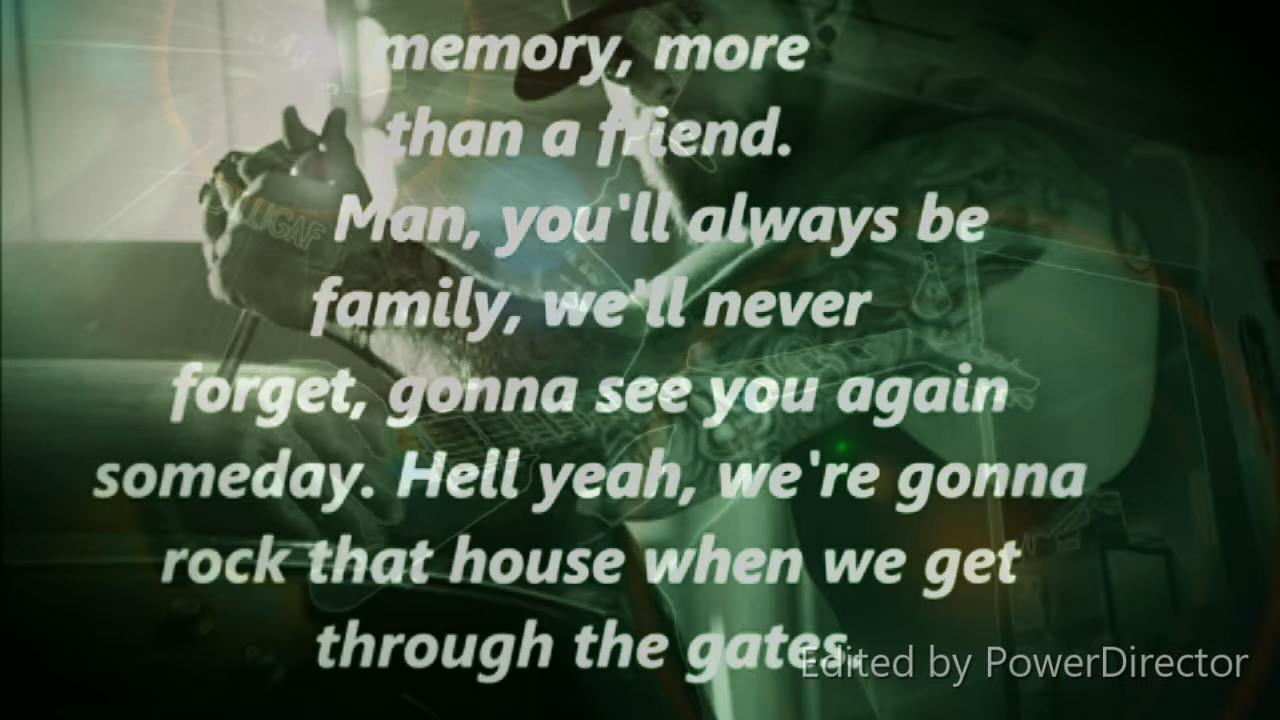 memory, more
than a friend.
Man, you'll always be
family, we'll never
forget, gonna see you again
someday. Hell yeah, we're gonna
rock that house when we get
through the gates,
Edited by PowerDirector
LUGAF